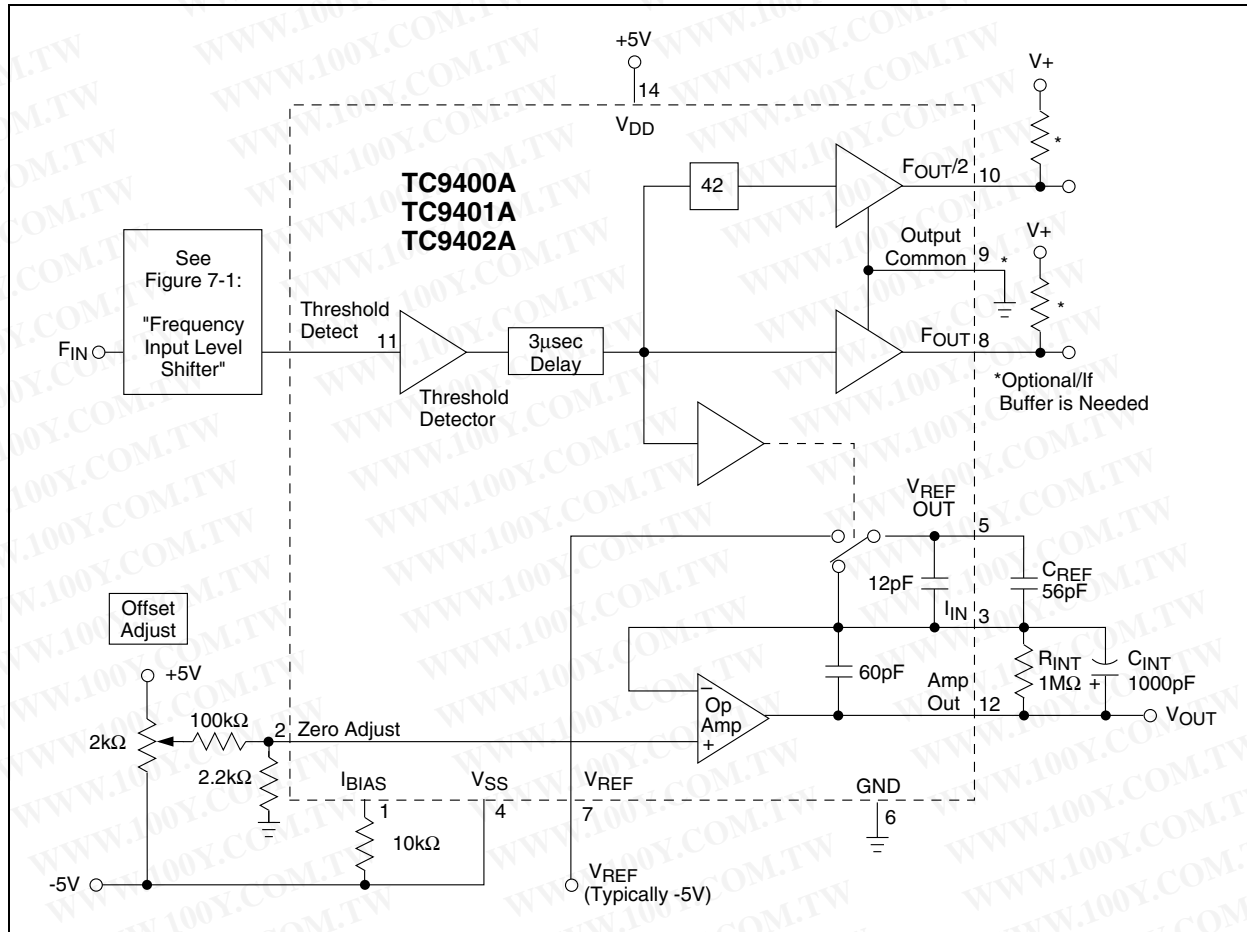 +5V
14
VDD
V+
*
TC9400A
TC9401A
TC9402A
42
FOUT/2
10
Output
Common
9
*
V+
*
See
Figure 7-1:
"Frequency
Input Level
Shifter"
FIN
Threshold
Detect
11
3µsec
Delay
Threshold
Detector
FOUT
8
*Optional/If
Buffer is Needed
VREF
OUT
5
12pF
CREF
56pF
IIN
3
60pF
RINT
1MΩ
CINT
+
1000pF
Amp
Out
12
VOUT
Offset
Adjust
+5V
2kΩ
100kΩ
2
Zero Adjust
2.2kΩ
–
Op
Amp
+
IBIAS
1
10kΩ
VSS
4
VREF
7
GND
6
-5V
VREF
(Typically -5V)
WWW.100Y.COM.TW